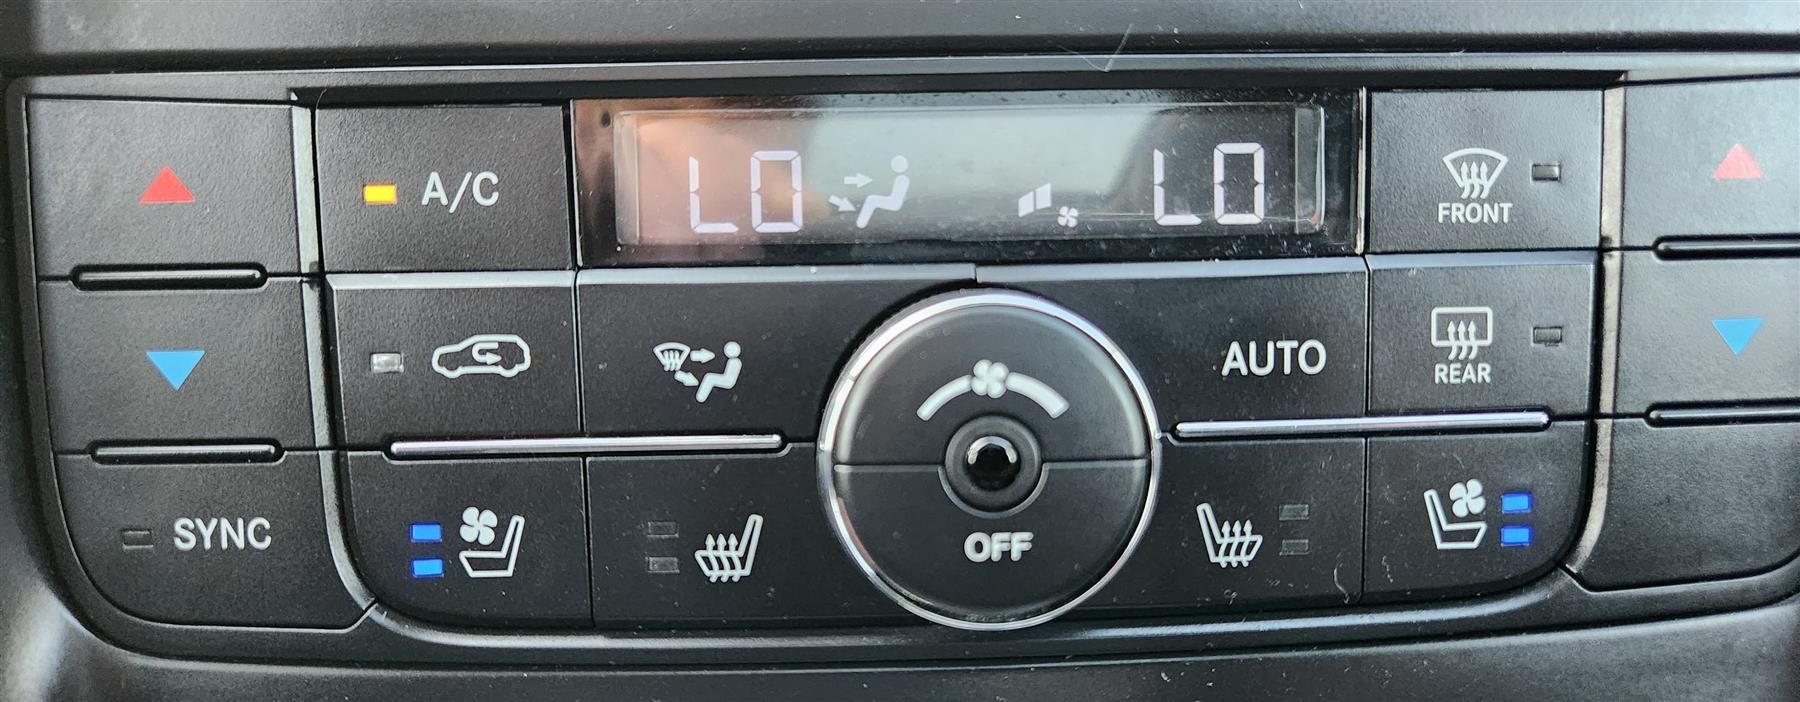 A/C
LO
LO
FRONT
AUTO
REAR
SYNC
OFF